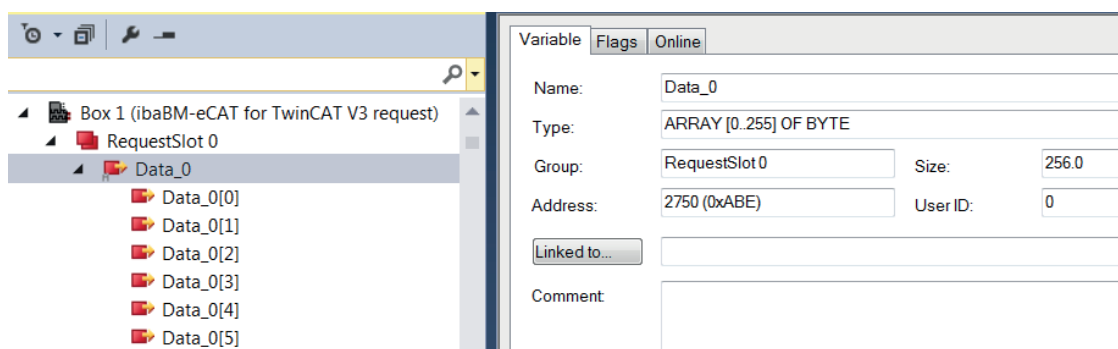 Box 1 (ibaBM-eCAT for TwinCAT V3 request)
RequestSlot 0
Data_0
Data_0[0]
Data_0[1]
Data_0[2]
Data_0[3]
Data_0[4]
Data_0[5]
Variable Flags Online
Name: Data_0
Type: ARRAY [0..255] OF BYTE
Group: RequestSlot 0 Size: 256.0
Address: 2750 (0xABE) User ID: 0
Linked to...
Comment: